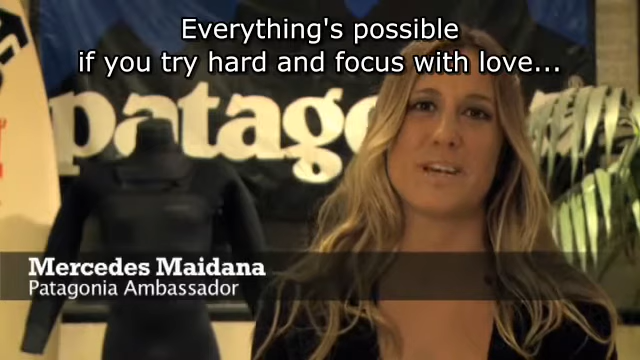 Everything's possible
if you try hard and focus with love...
patago
Mercedes Maidana
Patagonia Ambassador